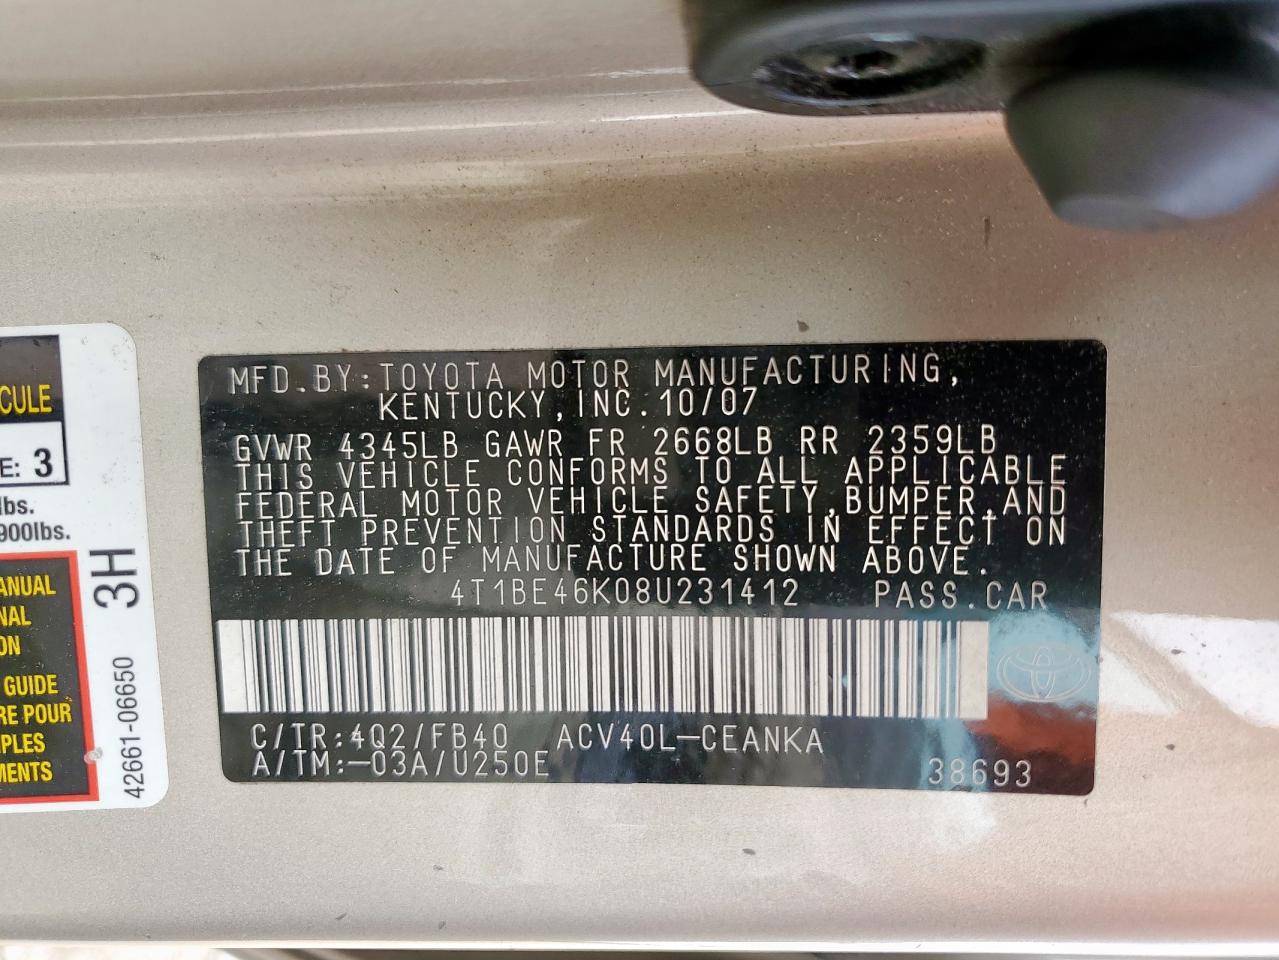 CULE
E: 3
lbs.
900lbs.
ANUAL
NAL
ON
GUIDE
RE POUR
PLES
MENTS
3H
42661-06650
MFD.BY:TOYOTA MOTOR MANUFACTURING,
KENTUCKY,INC.10/07
GVWR 4345LB GAWR FR 2668LB RR 2359LB
THIS VEHICLE CONFORMS TO ALL APPLICABLE
FEDERAL MOTOR VEHICLE SAFETY,BUMPER,AND
THEFT PREVENTION STANDARDS IN EFFECT ON
THE DATE OF MANUFACTURE SHOWN ABOVE.
4T1BE46K08U231412 PASS.CAR
C/TR:4Q2/FB40 ACV40L-CEANKA
A/TM:-03A/U250E
38693